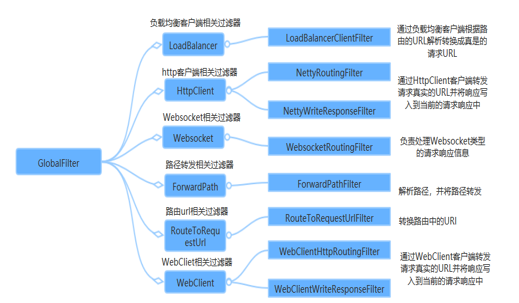 负载均衡客户端相关过滤器
LoadBalancer
LoadBalancerClientFilter
通过负载均衡客户端根据路
由的URL解析转换成真是的
请求URL
http客户端相关过滤器
HttpClient
NettyRoutingFilter
NettyWriteResponseFilter
通过HttpClient客户端转发
请求真实的URL并将响应写
入到当前的请求响应中
Websocket相关过滤器
Websocket
WebsocketRoutingFilter
负责处理Websocket类型
的请求响应信息
GlobalFilter
路径转发相关过滤器
ForwardPath
ForwardPathFilter
解析路径，并将路径转发
路由url相关过滤器
RouteToRequ
estUrl
RouteToRequestUrlFilter
转换路由中的URI
WebCliet相关过滤器
WebClient
WebClientHttpRoutingFilter
WebClientWriteResponseFilter
通过WebClient客户端转发
请求真实的URL并将响应写
入到当前的请求响应中